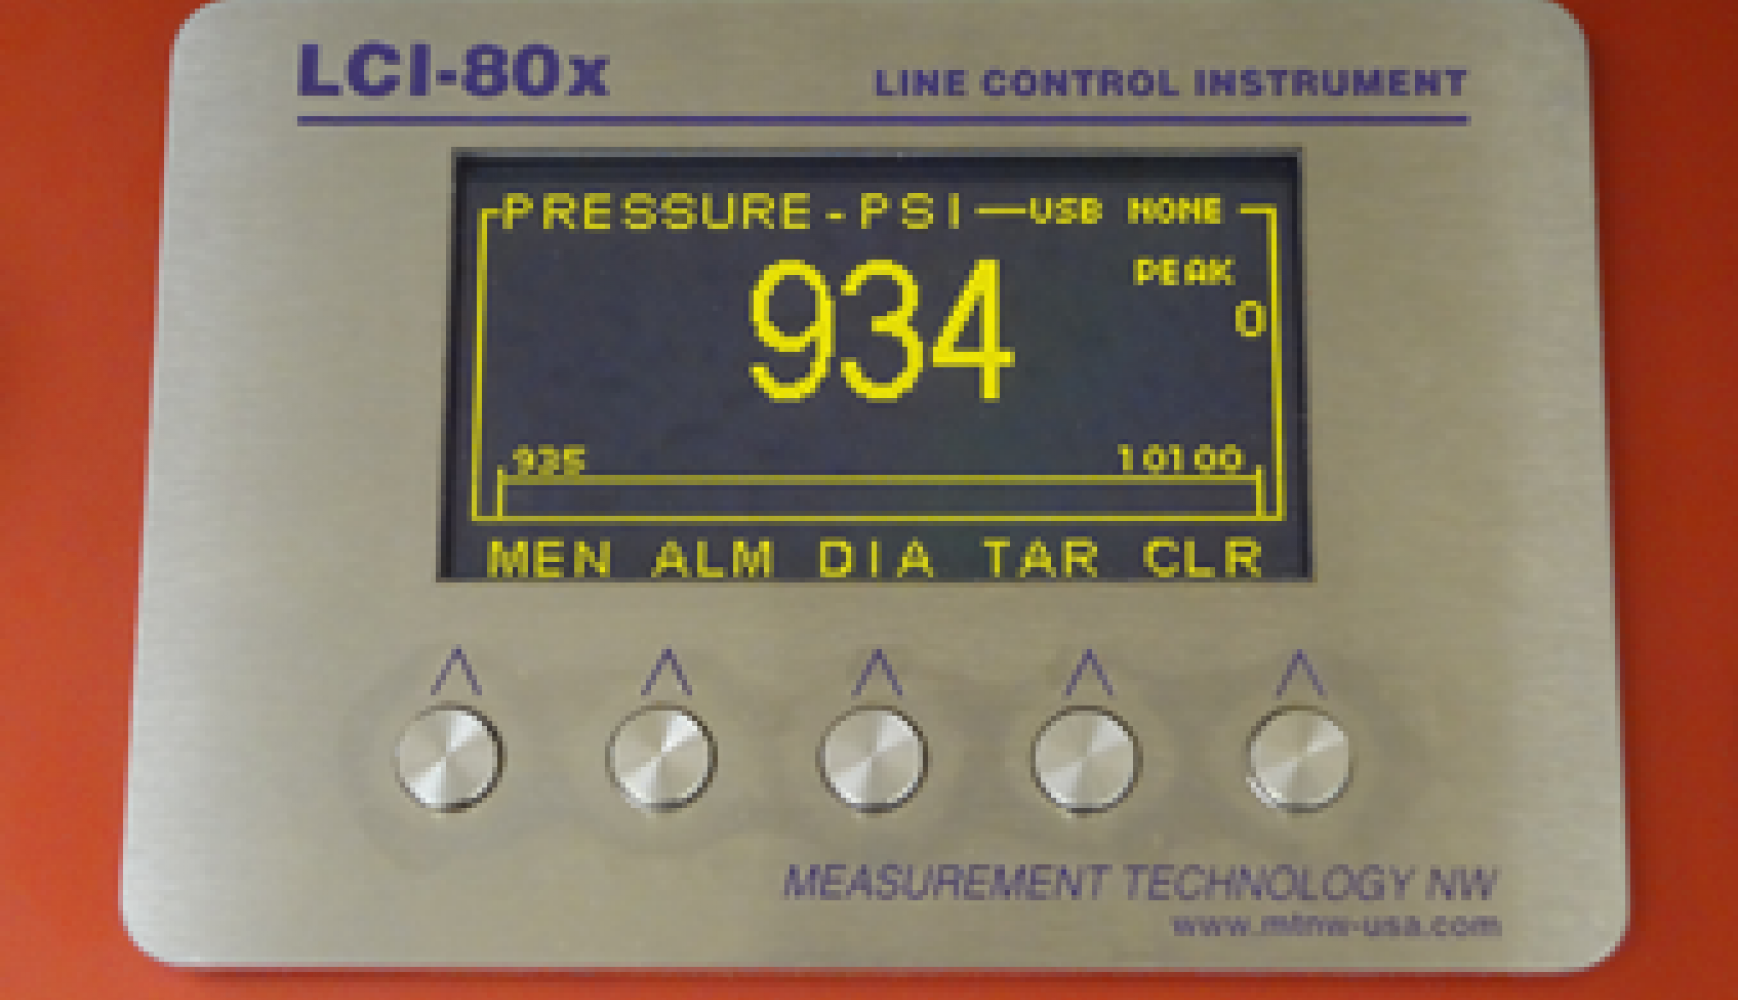 LCI-80x
LINE CONTROL INSTRUMENT
PRESSURE-PSI USB NONE
PEAK
934
0
935 10100
MEN ALM DIA TAR CLR
MEASUREMENT TECHNOLOGY NW
www.mtnw-usa.com